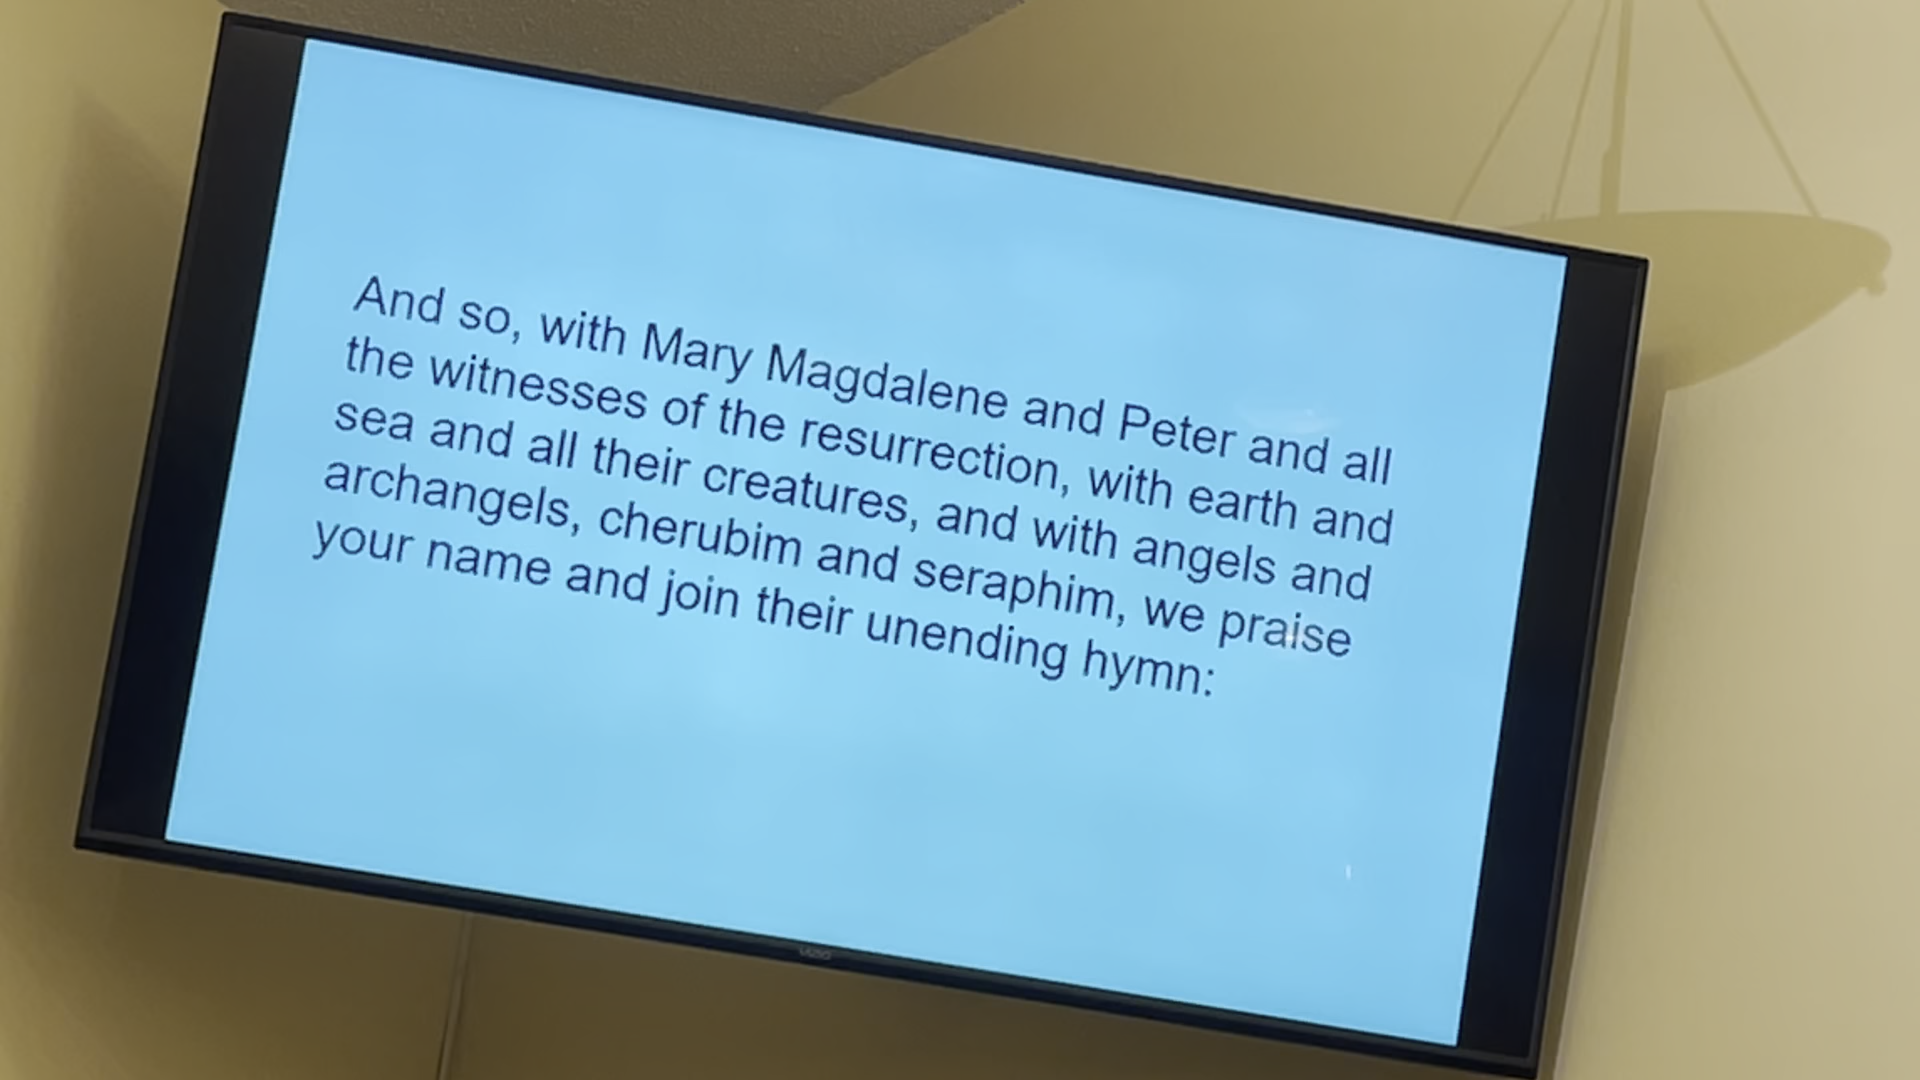 And so, with Mary Magdalene and Peter and all
the witnesses of the resurrection, with earth and
sea and all their creatures, and with angels and
archangels, cherubim and seraphim, we praise
your name and join their unending hymn:
VIZIO